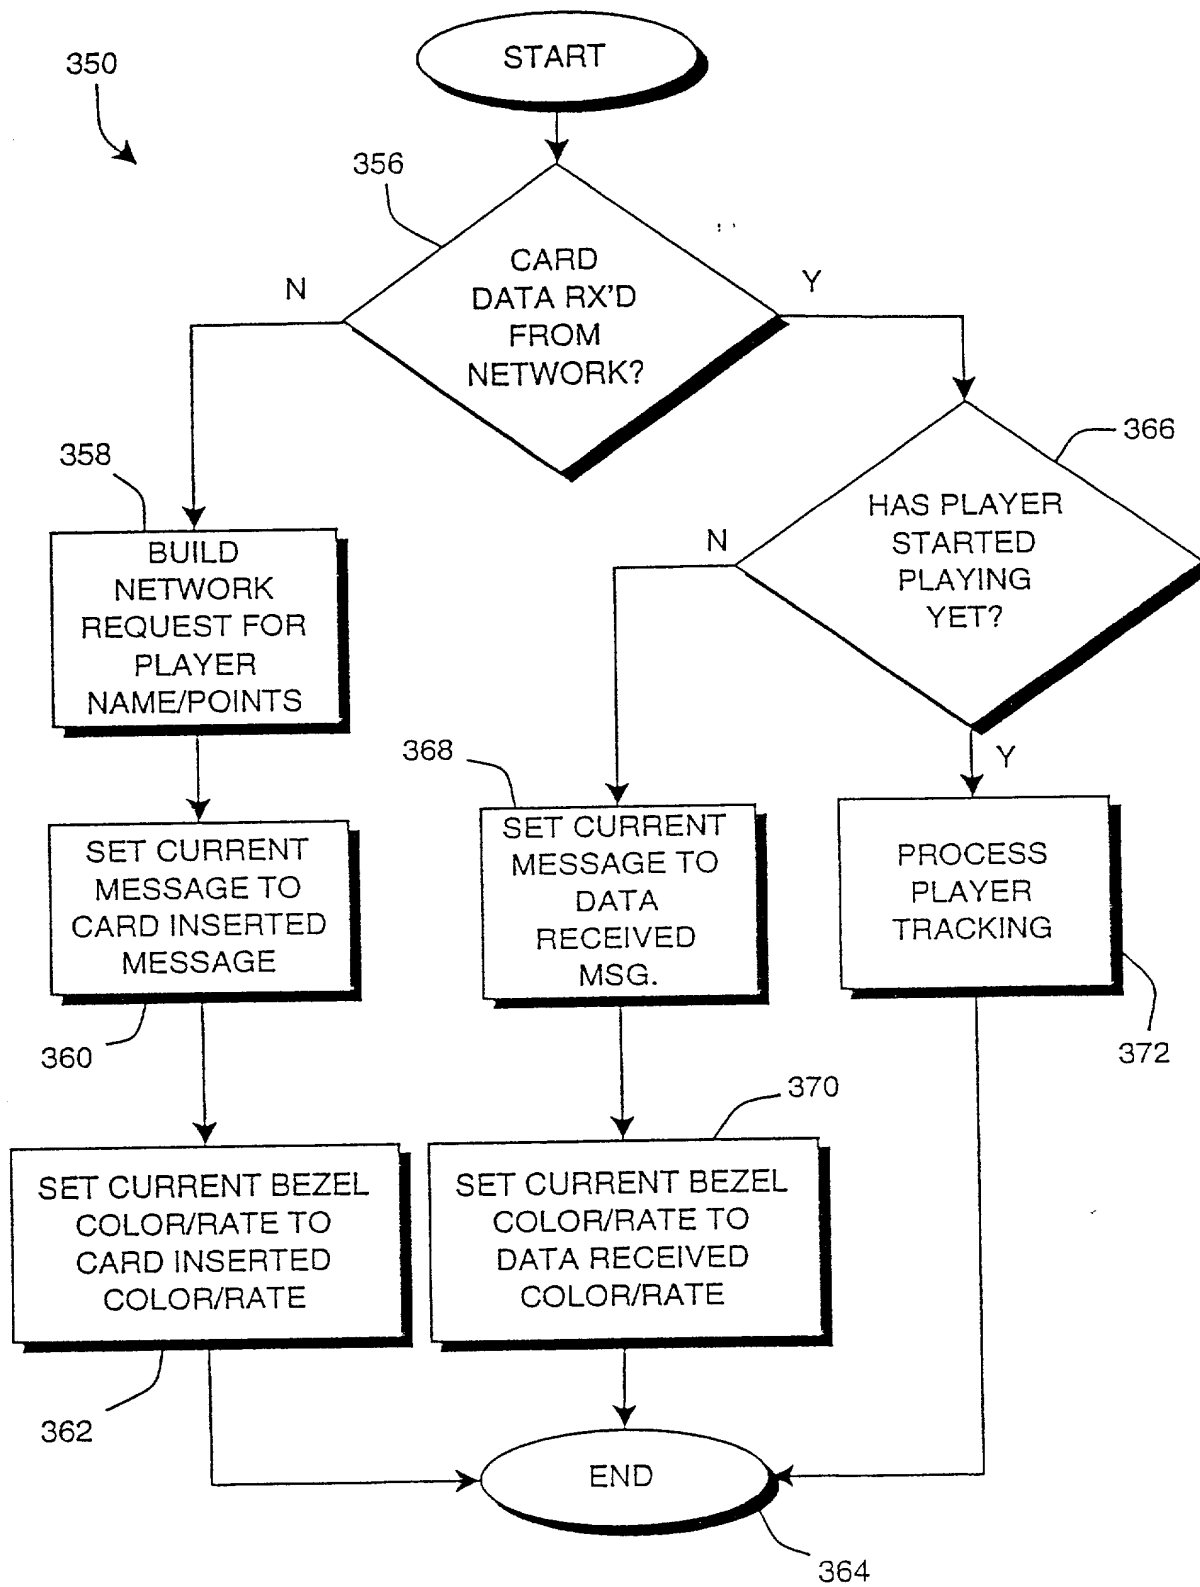 START
350
356
CARD
DATA RX'D
FROM
NETWORK?
N
Y
366
HAS PLAYER
STARTED
PLAYING
YET?
N
Y
358
BUILD
NETWORK
REQUEST FOR
PLAYER
NAME/POINTS
368
SET CURRENT
MESSAGE TO
CARD INSERTED
MESSAGE
360
SET CURRENT
MESSAGE TO
DATA
RECEIVED
MSG.
PROCESS
PLAYER
TRACKING
372
370
SET CURRENT BEZEL
COLOR/RATE TO
CARD INSERTED
COLOR/RATE
362
SET CURRENT BEZEL
COLOR/RATE TO
DATA RECEIVED
COLOR/RATE
END
364